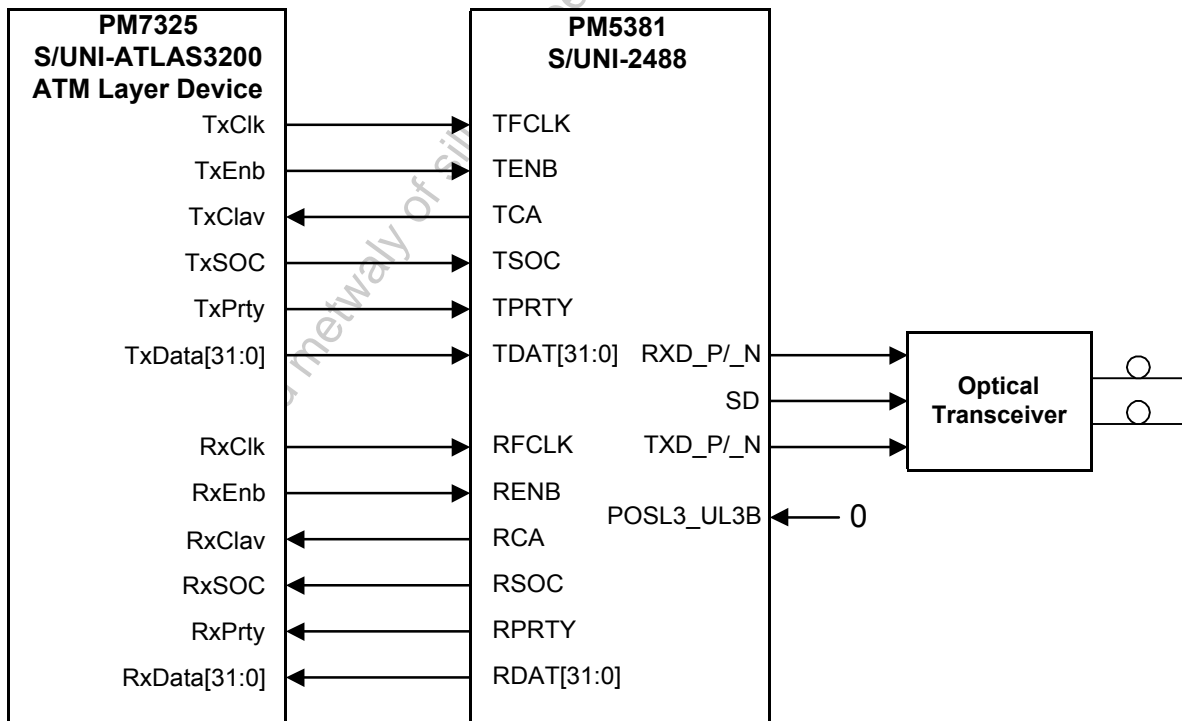 PM7325
S/UNI-ATLAS3200
ATM Layer Device
TxClk
TxEnb
TxClav
TxSOC
TxPrty
TxData[31:0]
RxClk
RxEnb
RxClav
RxSOC
RxPrty
RxData[31:0]
PM5381
S/UNI-2488
TFCLK
TENB
TCA
TSOC
TPRTY
TDAT[31:0]
RFCLK
RENB
RCA
RSOC
RPRTY
RDAT[31:0]
RXD_P/_N
SD
TXD_P/_N
POSL3_UL3B
0
Optical
Transceiver
metwaly of